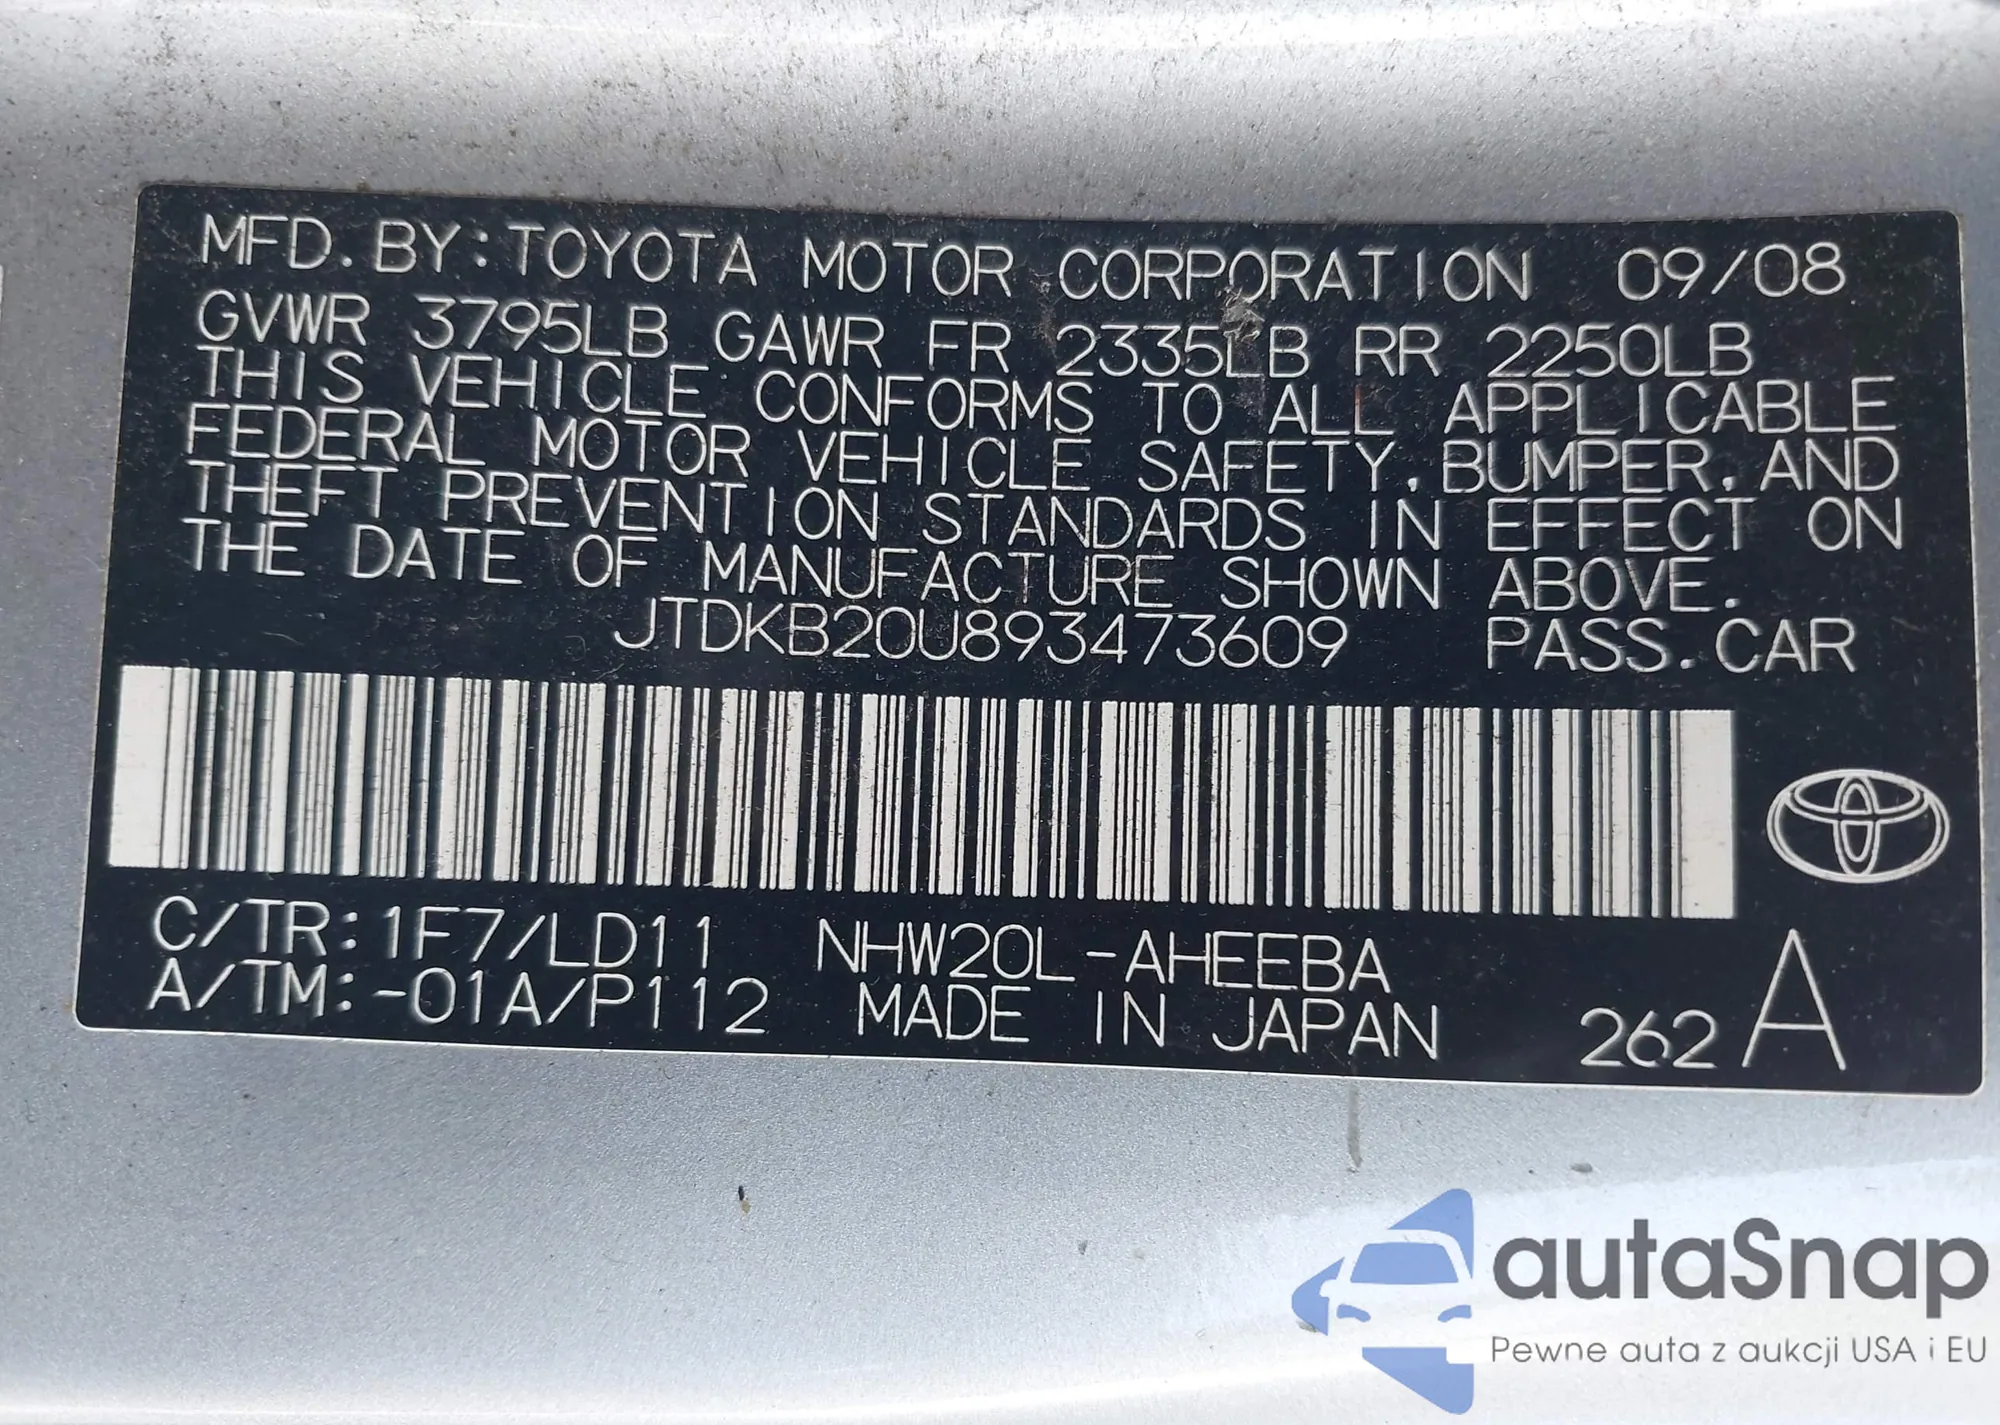 MFD. BY: TOYOTA MOTOR CORPORATION 09/08
GVWR 3795LB GAWR FR 2335LB RR 2250LB
THIS VEHICLE CONFORMS TO ALL APPLICABLE
FEDERAL MOTOR VEHICLE SAFETY, BUMPER, AND
THEFT PREVENTION STANDARDS IN EFFECT ON
THE DATE OF MANUFACTURE SHOWN ABOVE.
JTDKB20U893473609 PASS. CAR
C/TR: 1F7/LD11 NHW20L-AHEEBA
A/TM: -01A/P112 MADE IN JAPAN 262 A
autaSnap
Pewne auta z aukcji USA i EU